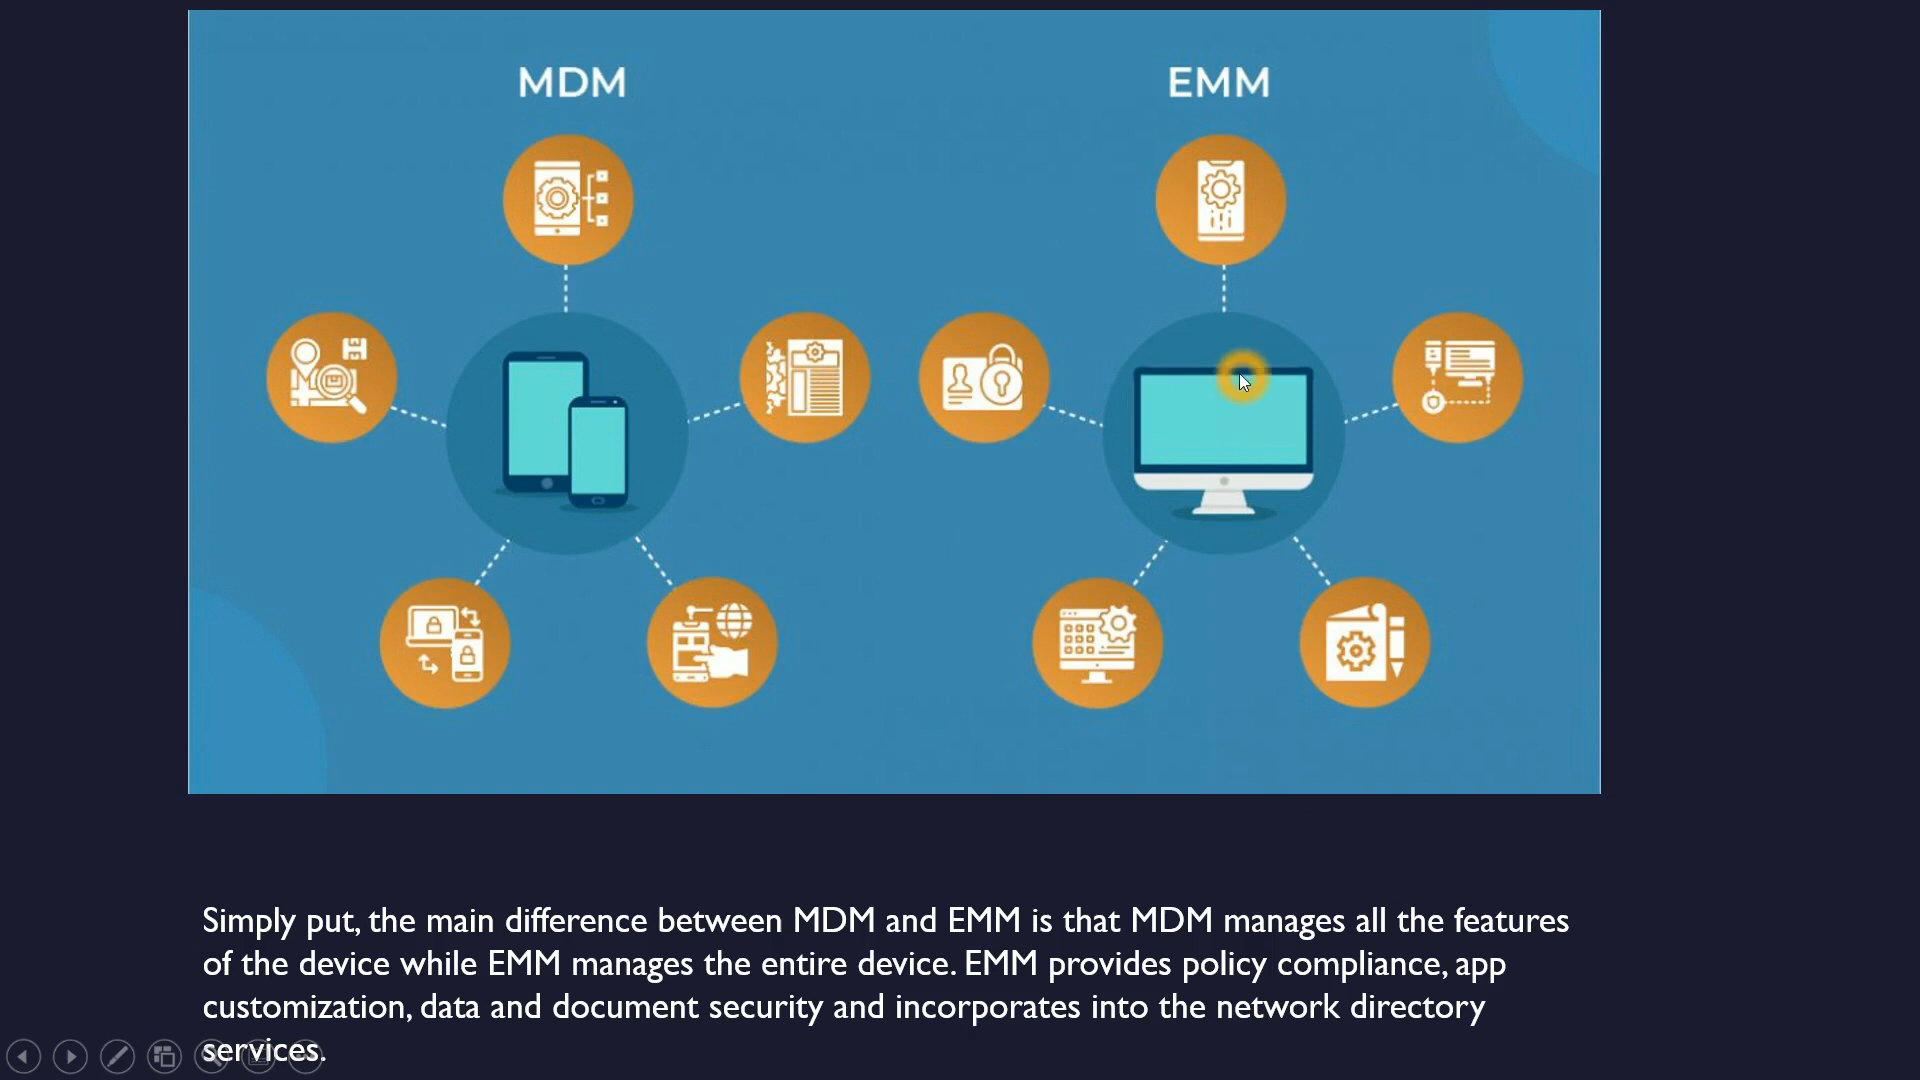 MDM
EMM
Simply put, the main difference between MDM and EMM is that MDM manages all the features
of the device while EMM manages the entire device. EMM provides policy compliance, app
customization, data and document security and incorporates into the network directory
services.